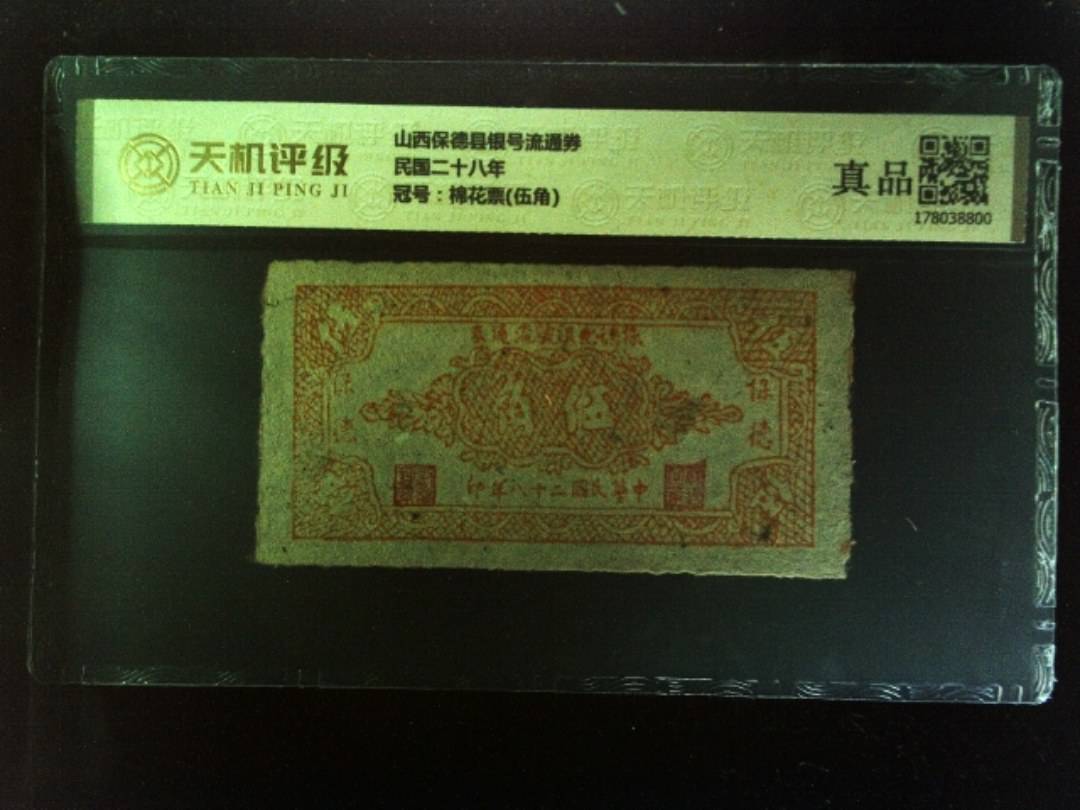 天机评级
TIAN JI PING JI
山西保德县银号流通券
民国二十八年
冠号：棉花票(伍角)
真品
178038800
伍角
保德
中華民國二十八年印